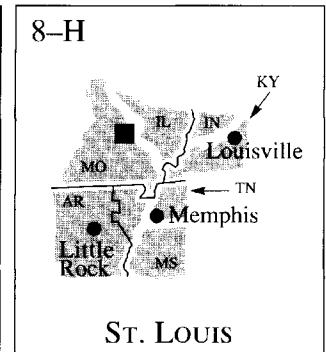 8–H
KY
IL
IN
Louisville
MO
TN
AR
Memphis
Little
Rock
MS
ST. LOUIS